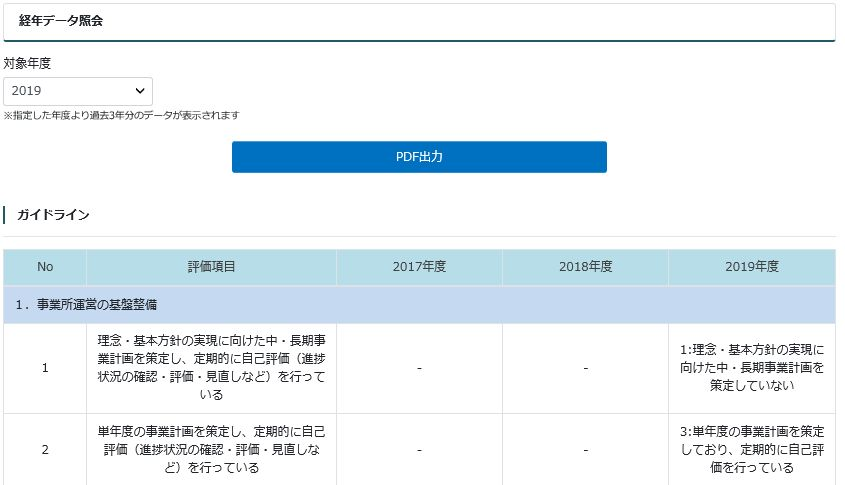 経年データ照会
対象年度
2019
※指定した年度より過去3年分のデータが表示されます
PDF出力
ガイドライン
No 評価項目 2017年度 2018年度 2019年度
1．事業所運営の基盤整備
1
理念・基本方針の実現に向けた中・長期事
業計画を策定し、定期的に自己評価（進捗
状況の確認・評価・見直しなど）を行って
いる
-
-
1:理念・基本方針の実現に
向けた中・長期事業計画を
策定していない
2
単年度の事業計画を策定し、定期的に自己
評価（進捗状況の確認・評価・見直しな
ど）を行っている
-
-
3:単年度の事業計画を策定
しており、定期的に自己評
価を行っている